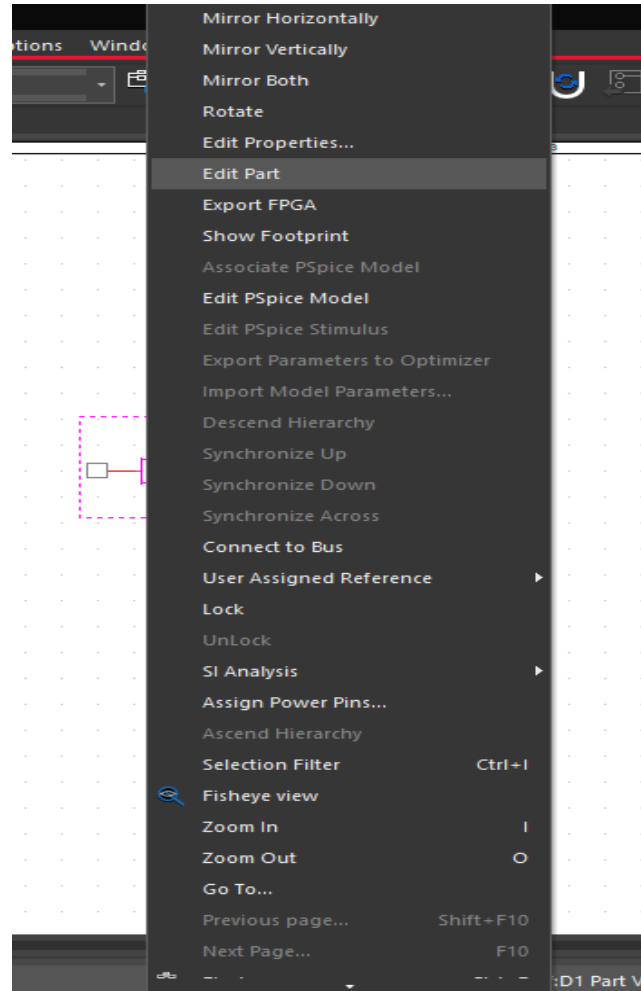 Mirror Horizontally
tions Windo
Mirror Vertically
Mirror Both
Rotate
Edit Properties...
Edit Part
Export FPGA
Show Footprint
Associate PSpice Model
Edit PSpice Model
Edit PSpice Stimulus
Export Parameters to Optimizer
Import Model Parameters...
Descend Hierarchy
Synchronize Up
Synchronize Down
Synchronize Across
Connect to Bus
User Assigned Reference
Lock
UnLock
SI Analysis
Assign Power Pins...
Ascend Hierarchy
Selection Filter Ctrl+I
Fisheye view
Zoom In I
Zoom Out O
Go To...
Previous page... Shift+F10
Next Page... F10
:D1 Part V